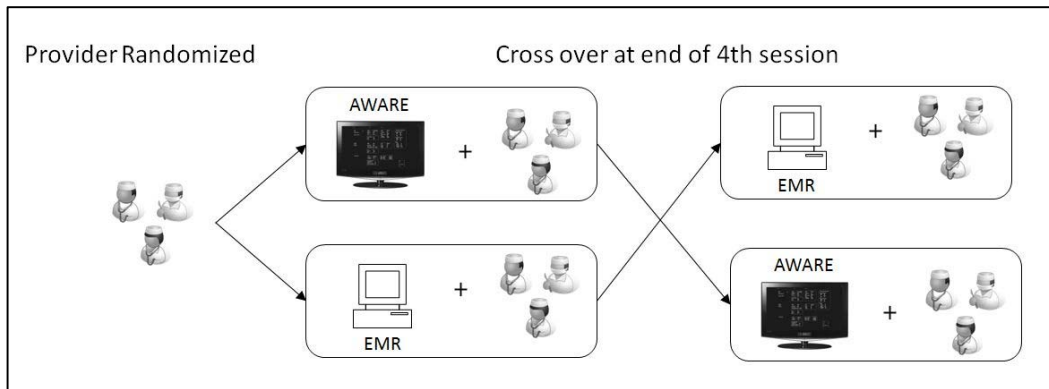 Provider Randomized
Cross over at end of 4th session
AWARE
+
EMR
+
EMR
+
AWARE
+